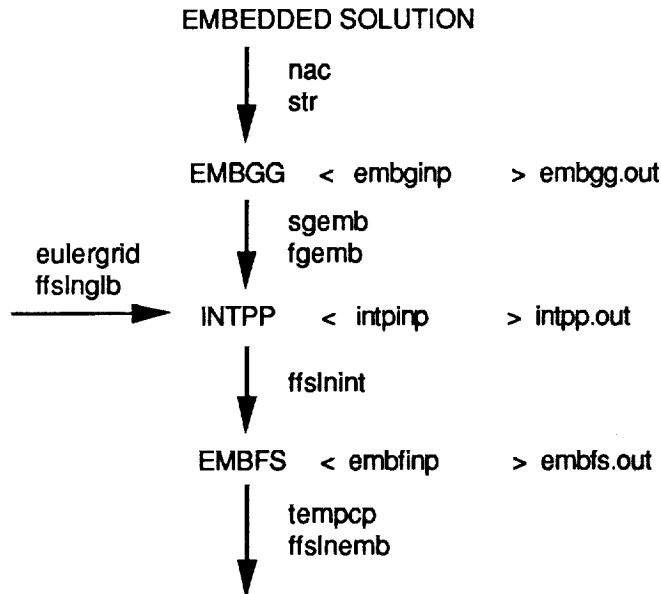 EMBEDDED SOLUTION
nac
str
EMBGG < embginp > embgg.out
sgemb
fgemb
eulergrid
ffslnglb
INTPP < intpinp > intpp.out
ffslnint
EMBFS < embfinp > embfs.out
tempcp
ffslnemb